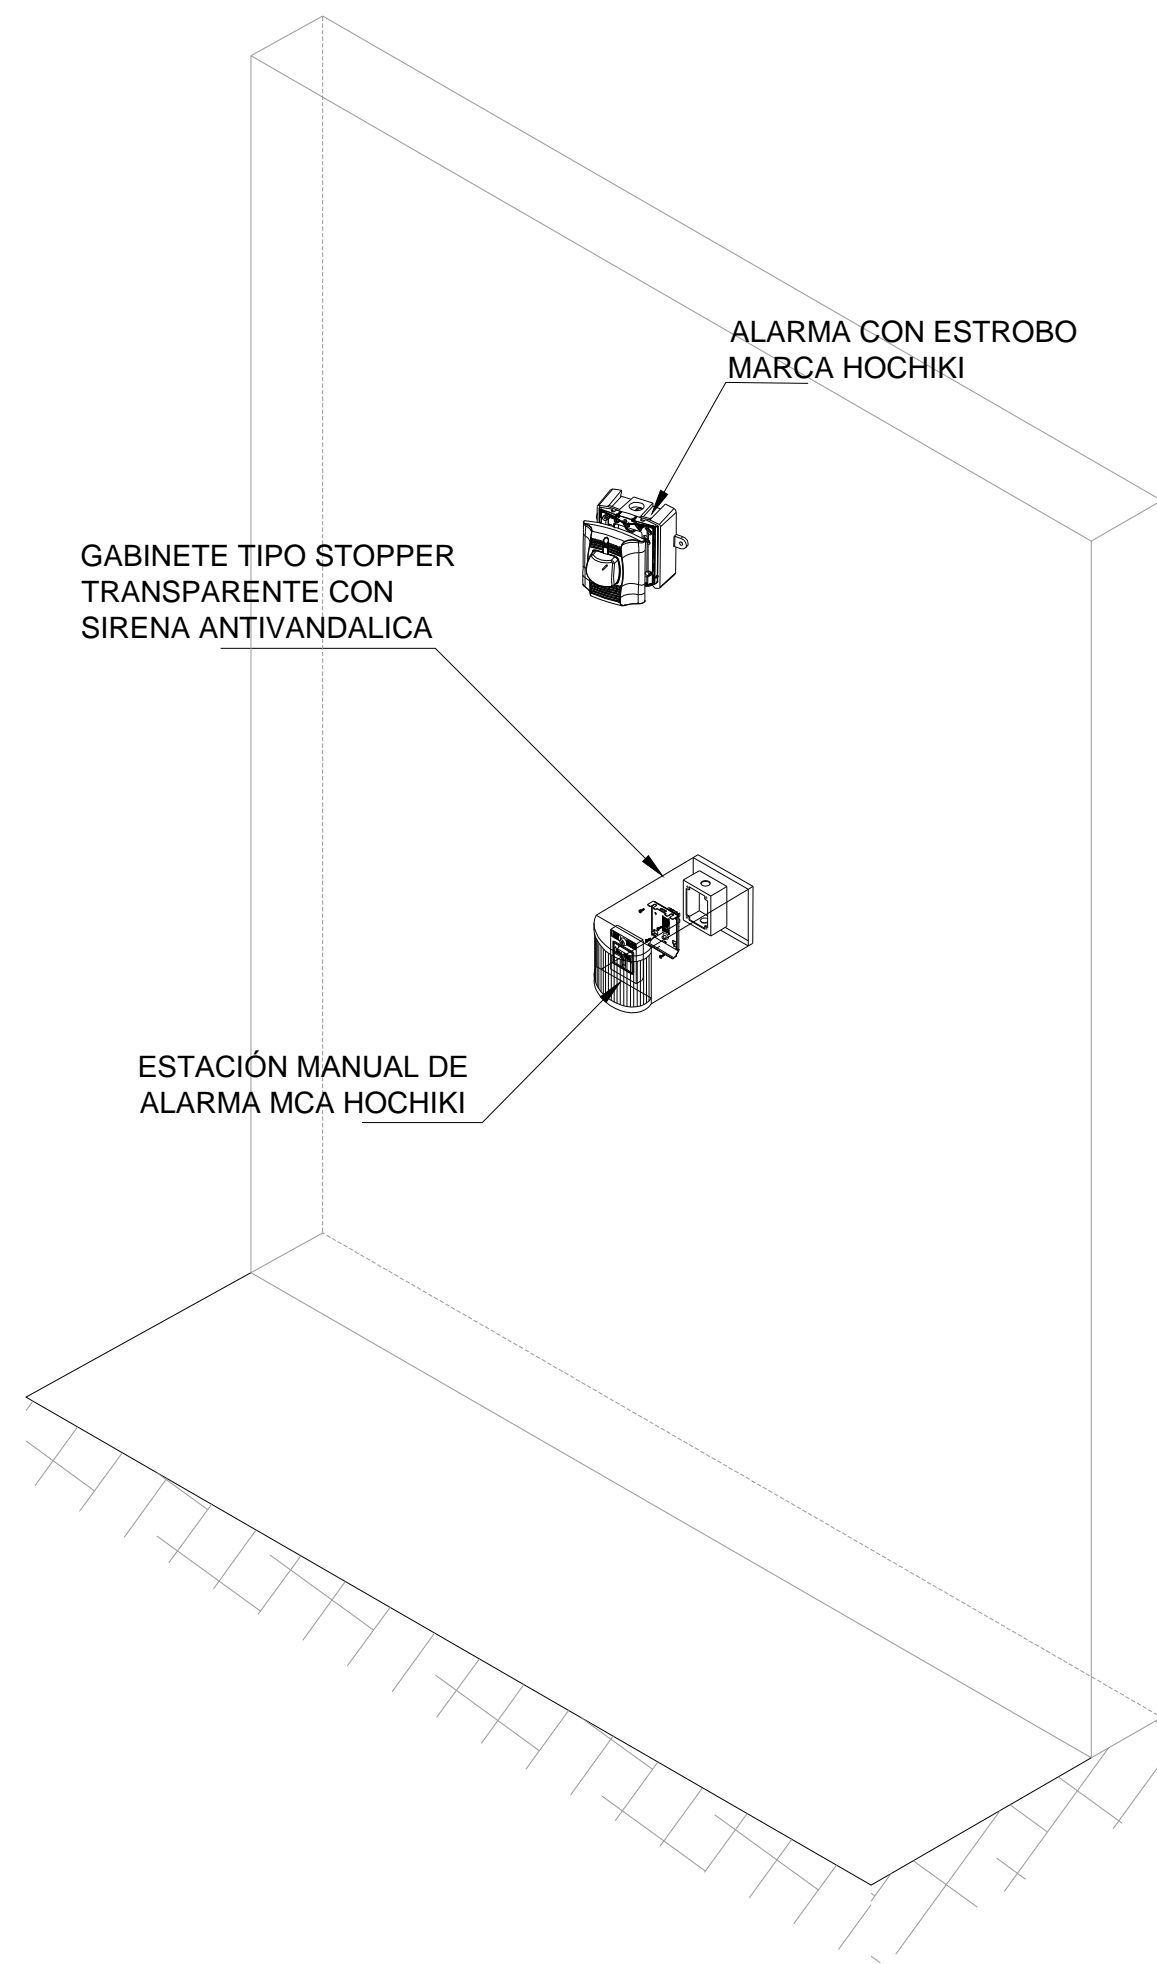 ALARMA CON ESTROBO
MARCA HOCHIKI
GABINETE TIPO STOPPER
TRANSPARENTE CON
SIRENA ANTIVANDALICA
ESTACIÓN MANUAL DE
ALARMA MCA HOCHIKI